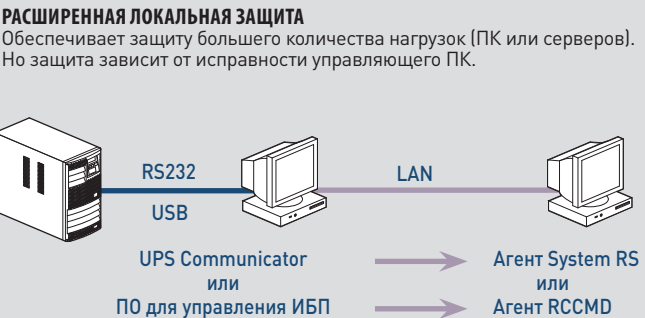 РАСШИРЕННАЯ ЛОКАЛЬНАЯ ЗАЩИТА
Обеспечивает защиту большего количества нагрузок (ПК или серверов).
Но защита зависит от исправности управляющего ПК.
RS232
LAN
USB
UPS Communicator
Агент System RS
или
или
ПО для управления ИБП
Агент RCCMD